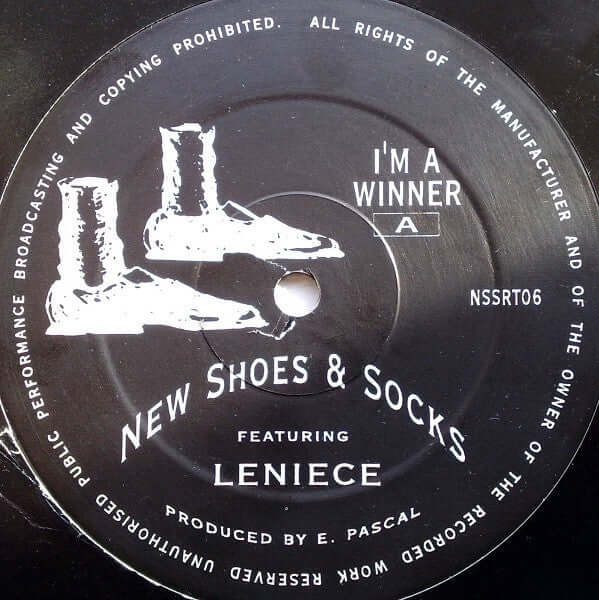 ALL RIGHTS OF THE MANUFACTURER AND OF THE OWNER OF THE RECORDED WORK RESERVED UNAUTHORISED PUBLIC PERFORMANCE BROADCASTING AND COPYING PROHIBITED.
I'M A
WINNER
A
NSSRT06
NEW SHOES & SOCKS
FEATURING
LENIECE
PRODUCED BY E. PASCAL